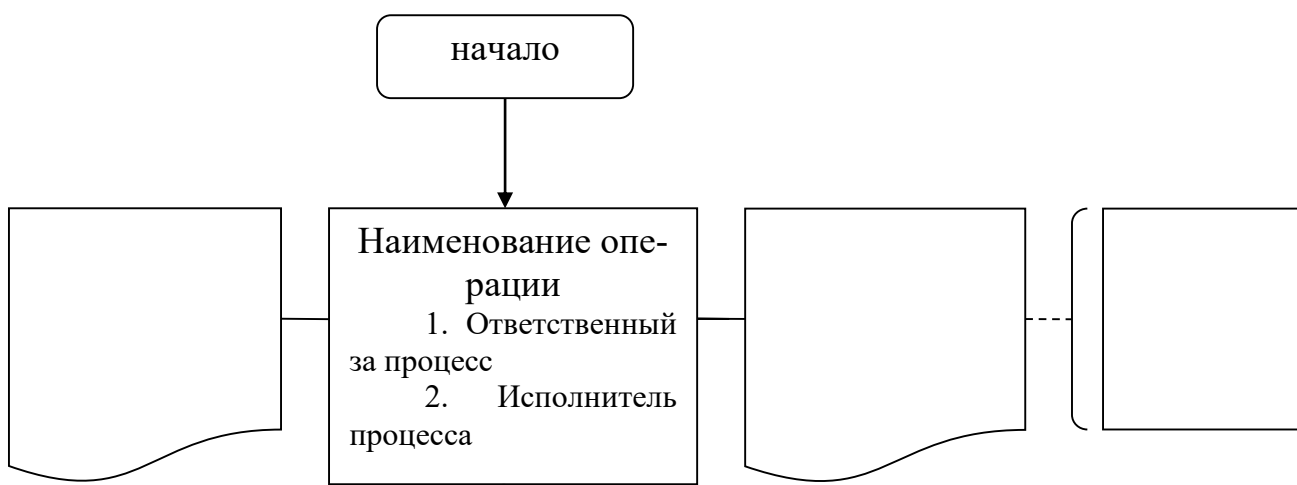 начало
Наименование опе-
рации
1. Ответственный
за процесс
2. Исполнитель
процесса